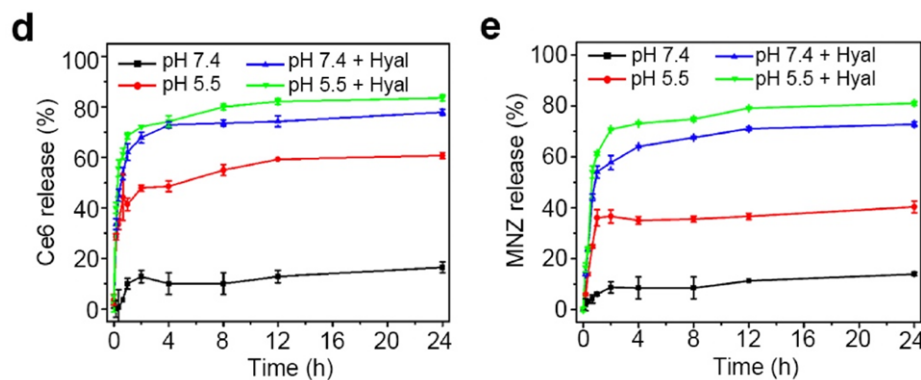 d
Ce6 release (%)
100
80
60
40
20
0
pH 7.4
pH 7.4 + Hyal
pH 5.5
pH 5.5 + Hyal
0 4 8 12 16 20 24
Time (h)
e
MNZ release (%)
100
80
60
40
20
0
pH 7.4
pH 7.4 + Hyal
pH 5.5
pH 5.5 + Hyal
0 4 8 12 16 20 24
Time (h)